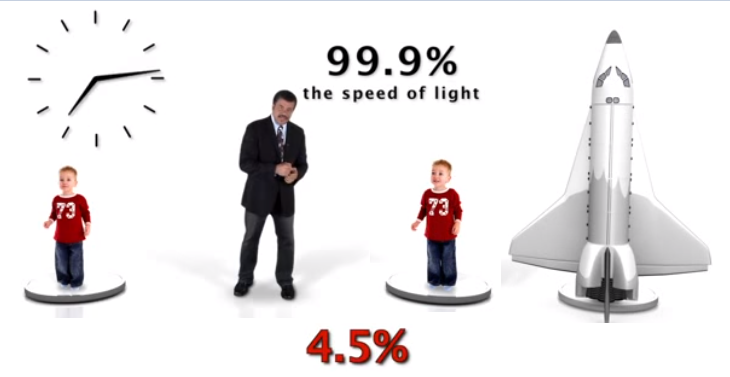 99.9%
the speed of light
73
73
4.5%